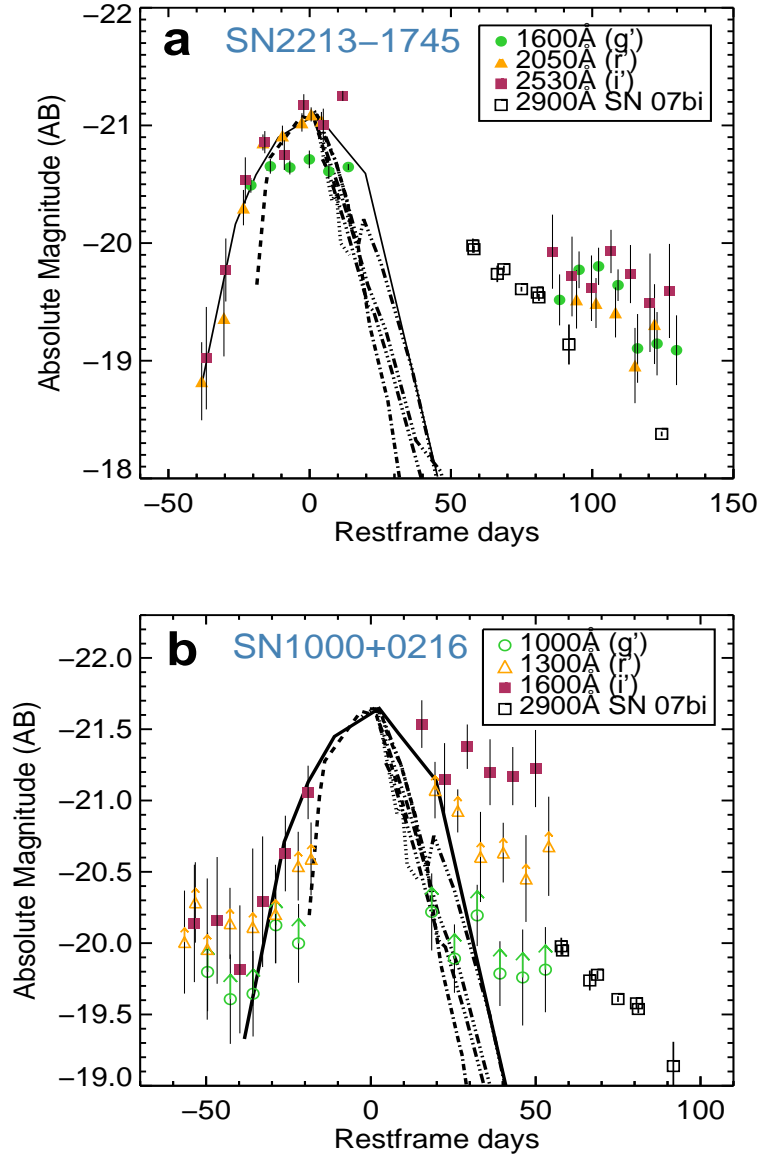 a SN2213−1745
1600Å (g')
2050Å (r')
2530Å (i')
2900Å SN 07bi
Absolute Magnitude (AB)
−22
−21
−20
−19
−18
−50 0 50 100 150
Restframe days
b SN1000+0216
1000Å (g')
1300Å (r')
1600Å (i')
2900Å SN 07bi
Absolute Magnitude (AB)
−22.0
−21.5
−21.0
−20.5
−20.0
−19.5
−19.0
−50 0 50 100
Restframe days